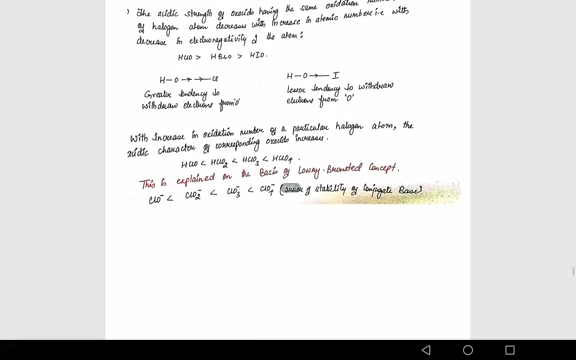 ) The acidic strength of oxoacids having the same oxidation
of halogen atom decreases with increase in atomic number i.e with
decrease in electronegativity of the atom:
HClO > HBrO > HIO.
H-O→→Cl H-O→I
Greater tendency to Lesser tendency to withdraw
withdraw electrons from O electrons from 'O'
With increase in oxidation number of a particular halogen atom, the
acidic character of corresponding oxoacids increases.
HClO < HClO2 < HClO3 < HClO4.
This is explained on the Basis of Lowry-Bronsted Concept.
ClO⁻ < ClO2⁻ < ClO3⁻ < ClO4⁻ ( of stability of Conjugate Base)